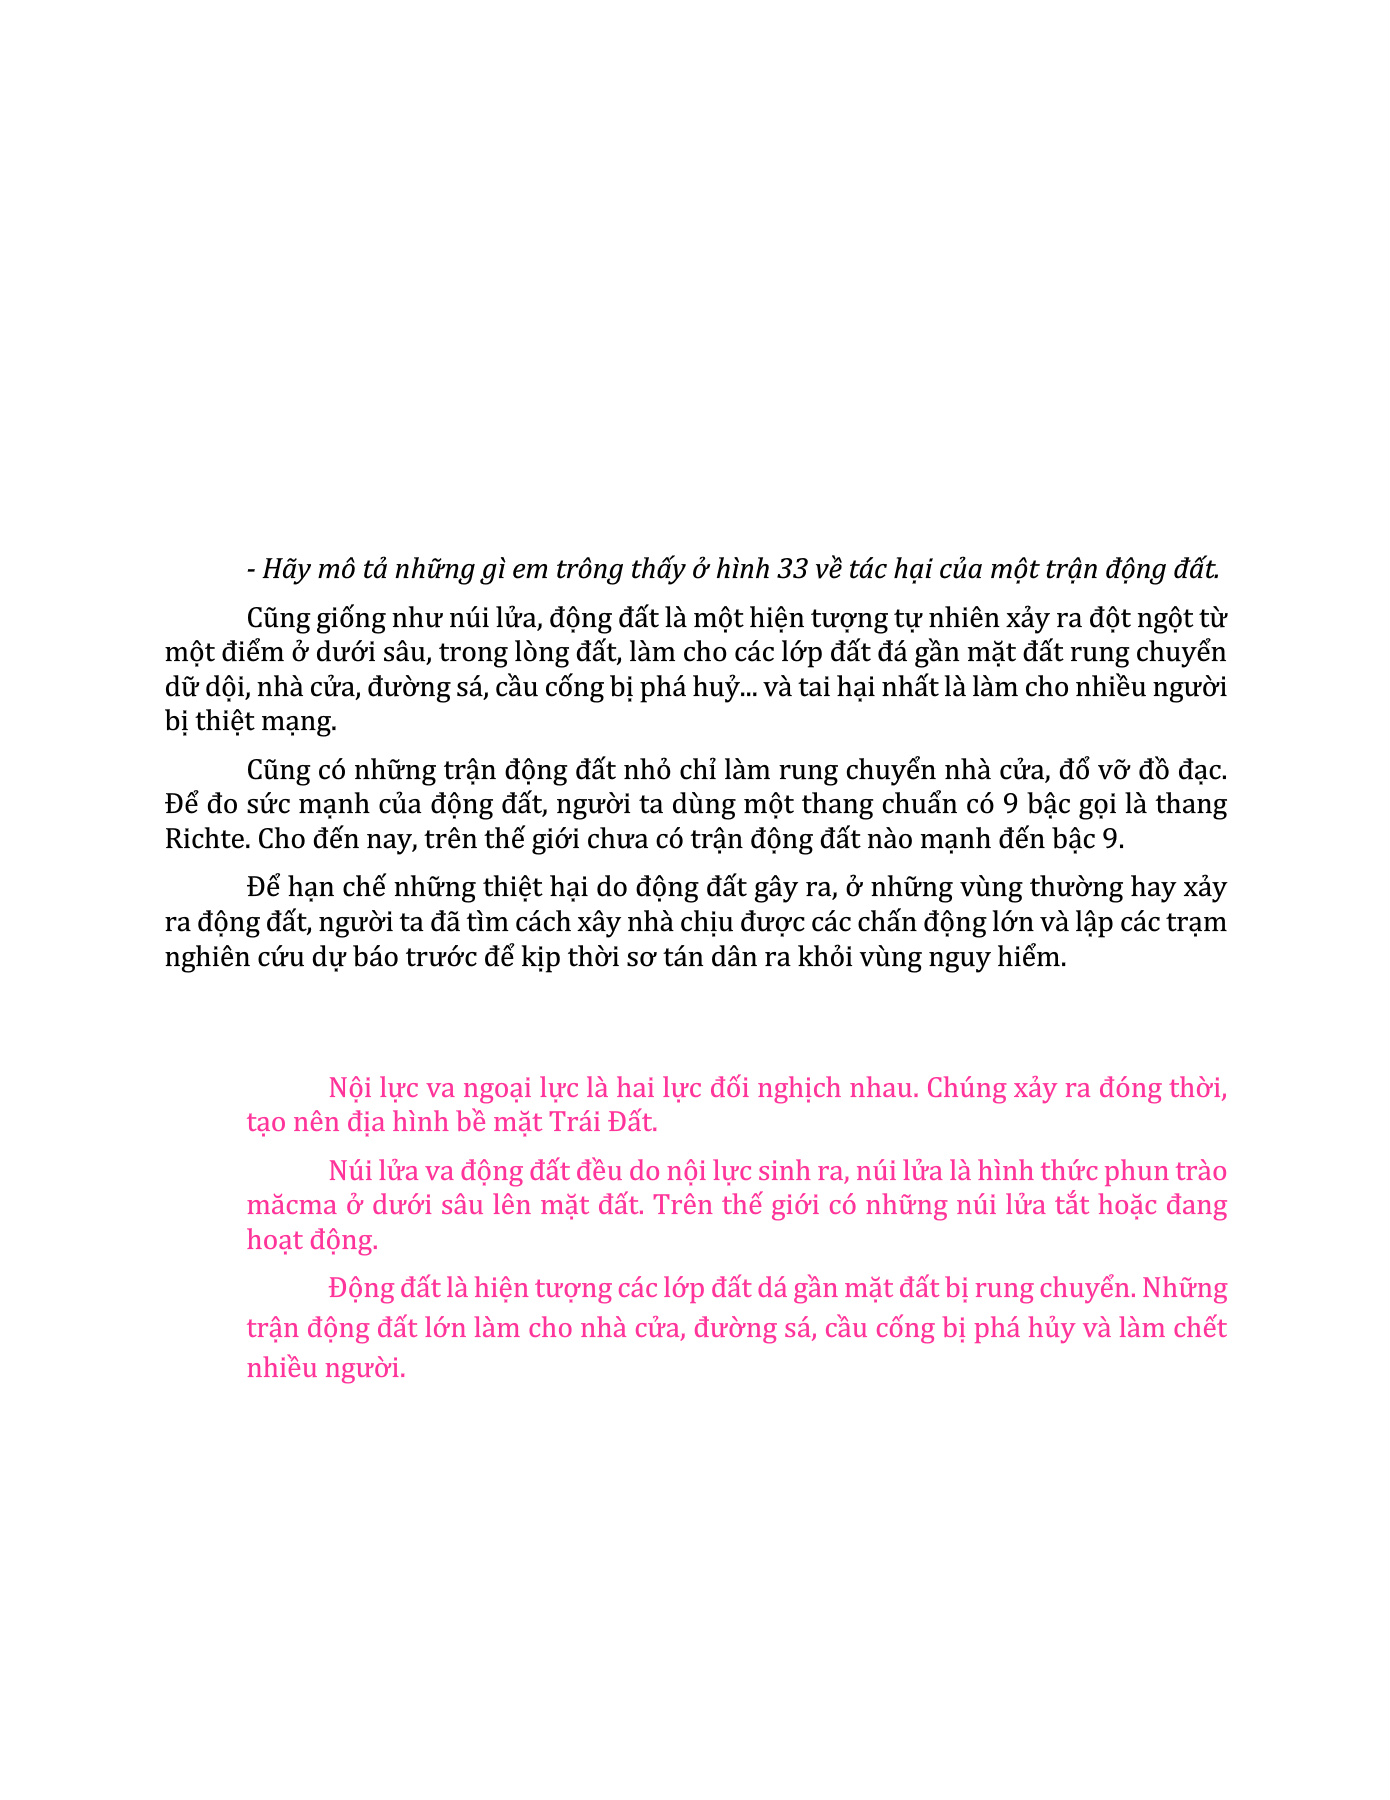 - Hãy mô tả những gì em trông thấy ở hình 33 về tác hại của một trận động đất.
Cũng giống như núi lửa, động đất là một hiện tượng tự nhiên xảy ra đột ngột từ
một điểm ở dưới sâu, trong lòng đất, làm cho các lớp đất đá gần mặt đất rung chuyển
dữ dội, nhà cửa, đường sá, cầu cống bị phá huỷ... và tai hại nhất là làm cho nhiều người
bị thiệt mạng.
Cũng có những trận động đất nhỏ chỉ làm rung chuyển nhà cửa, đổ vỡ đồ đạc.
Để đo sức mạnh của động đất, người ta dùng một thang chuẩn có 9 bậc gọi là thang
Richte. Cho đến nay, trên thế giới chưa có trận động đất nào mạnh đến bậc 9.
Để hạn chế những thiệt hại do động đất gây ra, ở những vùng thường hay xảy
ra động đất, người ta đã tìm cách xây nhà chịu được các chấn động lớn và lập các trạm
nghiên cứu dự báo trước để kịp thời sơ tán dân ra khỏi vùng nguy hiểm.
Nội lực va ngoại lực là hai lực đối nghịch nhau. Chúng xảy ra đóng thời,
tạo nên địa hình bề mặt Trái Đất.
Núi lửa va động đất đều do nội lực sinh ra, núi lửa là hình thức phun trào
măcma ở dưới sâu lên mặt đất. Trên thế giới có những núi lửa tắt hoặc đang
hoạt động.
Động đất là hiện tượng các lớp đất dá gần mặt đất bị rung chuyển. Những
trận động đất lớn làm cho nhà cửa, đường sá, cầu cống bị phá hủy và làm chết
nhiều người.